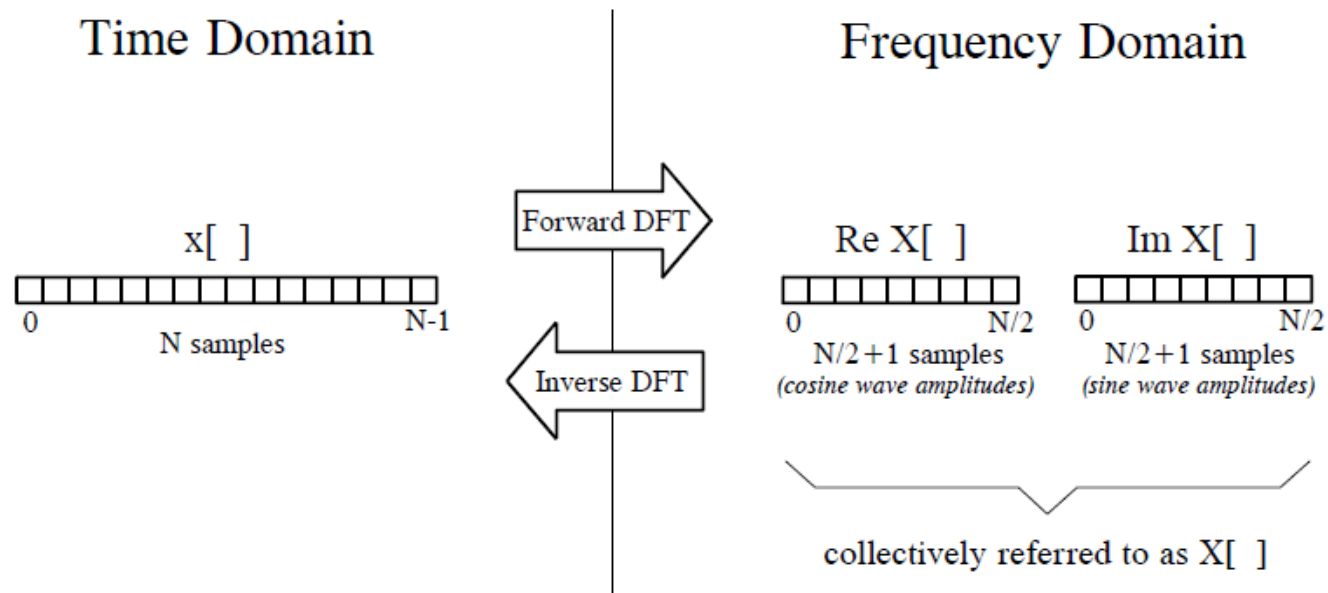 Time Domain
Frequency Domain
Forward DFT
x[ ]
Re X[ ]
Im X[ ]
0
N-1
N samples
0
N/2
0
N/2
Inverse DFT
N/2+1 samples
(cosine wave amplitudes)
N/2+1 samples
(sine wave amplitudes)
collectively referred to as X[ ]